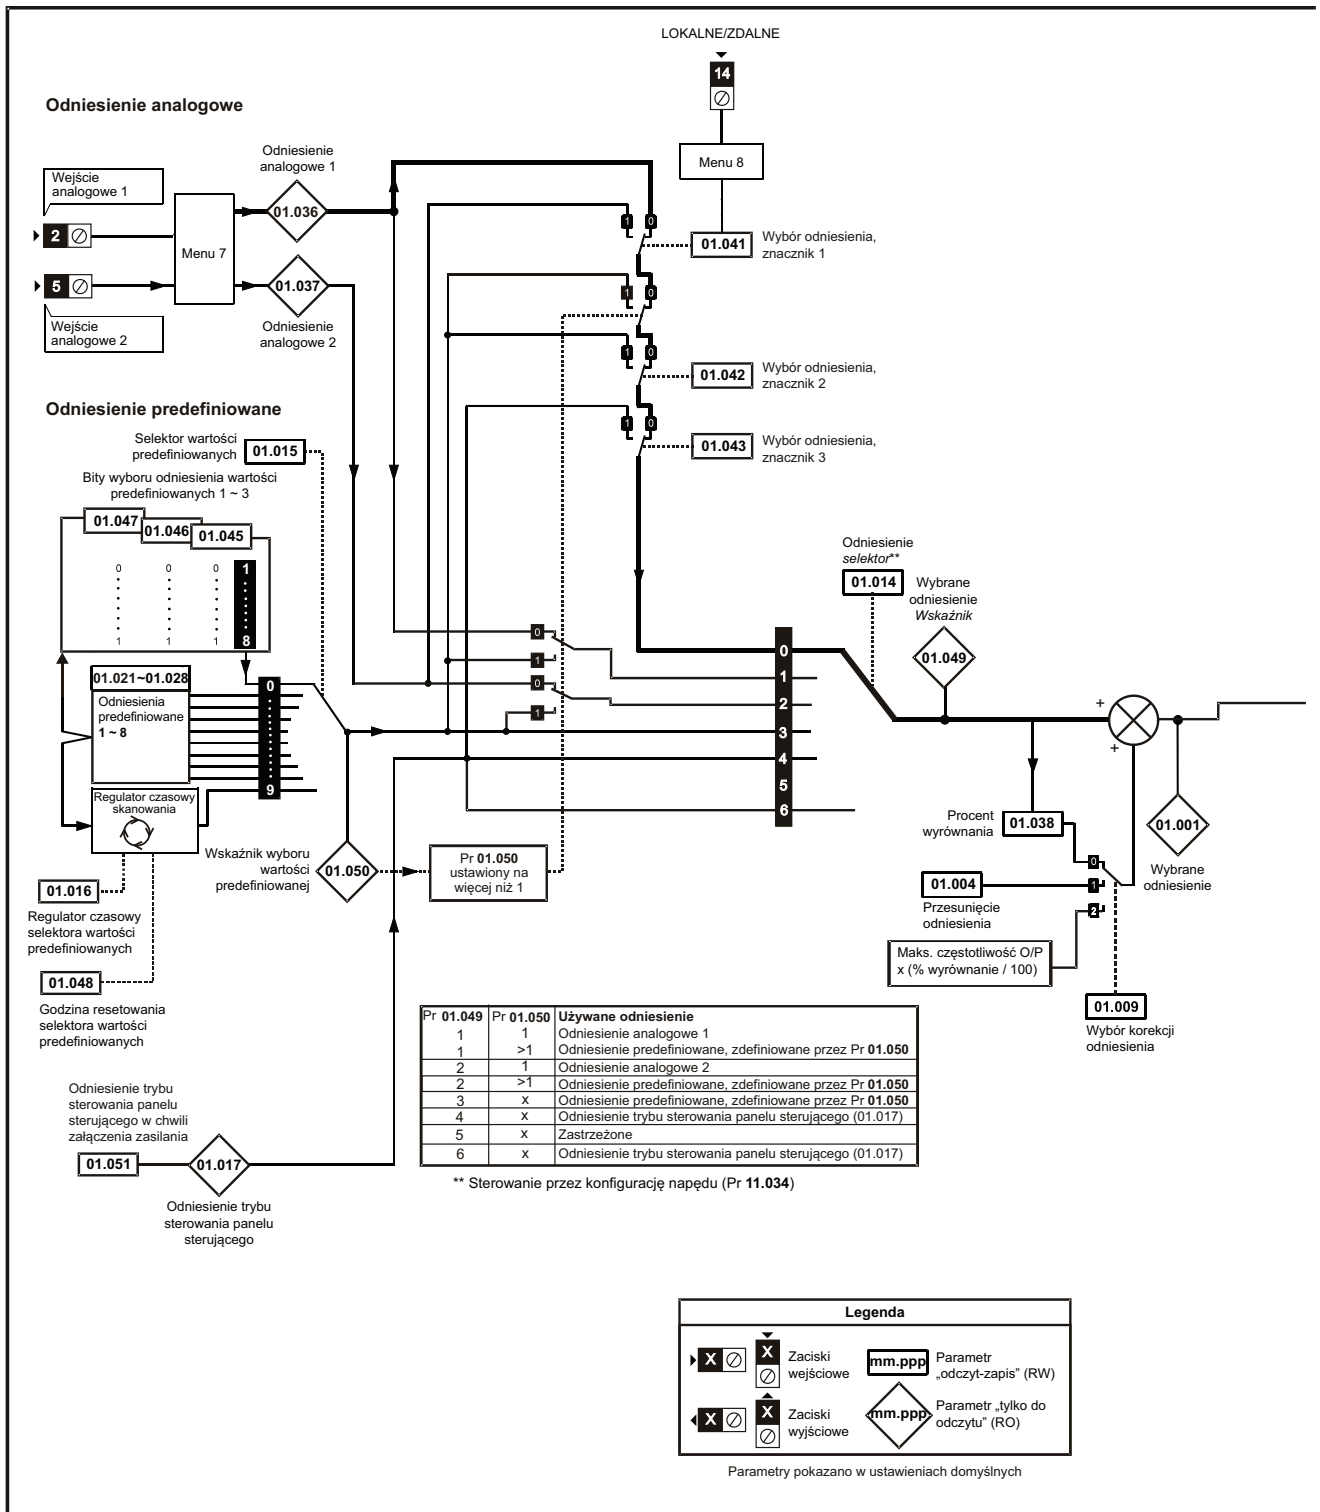 LOKALNE/ZDALNE
14
Menu 8
Odniesienie analogowe
Odniesienie
analogowe 1
Wejście
analogowe 1
01.036
2
Menu 7
5
01.037
Wejście
analogowe 2
Odniesienie
analogowe 2
1 0
01.041
Wybór odniesienia,
znacznik 1
1 0
1 0
01.042
Wybór odniesienia,
znacznik 2
1 0
01.043
Wybór odniesienia,
znacznik 3
Odniesienie predefiniowane
Selektor wartości
predefiniowanych
01.015
Bity wyboru odniesienia wartości
predefiniowanych 1 ~ 3
01.047
01.046
01.045
0 0 0 1
1 1 1 8
01.021~01.028
Odniesienia
predefiniowane
1 ~ 8
0
9
Regulator czasowy
skanowania
01.016
Regulator czasowy
selektora wartości
predefiniowanych
01.048
Godzina resetowania
selektora wartości
predefiniowanych
Wskaźnik wyboru
wartości
predefiniowanej
01.050
Pr 01.050
ustawiony na
więcej niż 1
0
1
0
1
0
1
2
3
4
5
6
Odniesienie
selektor**
01.014
Wybrane
odniesienie
Wskaźnik
01.049
+
+
01.001
Wybrane
odniesienie
Procent
wyrównania
01.038
0
1
2
01.004
Przesunięcie
odniesienia
Maks. częstotliwość O/P
x (% wyrównanie / 100)
01.009
Wybór korekcji
odniesienia
Odniesienie trybu
sterowania panelu
sterującego w chwili
załączenia zasilania
01.051
01.017
Odniesienie trybu
sterowania panelu
sterującego
Pr 01.049 Pr 01.050 Używane odniesienie
1 1 Odniesienie analogowe 1
1 >1 Odniesienie predefiniowane, zdefiniowane przez Pr 01.050
2 1 Odniesienie analogowe 2
2 >1 Odniesienie predefiniowane, zdefiniowane przez Pr 01.050
3 x Odniesienie predefiniowane, zdefiniowane przez Pr 01.050
4 x Odniesienie trybu sterowania panelu sterującego (01.017)
5 x Zastrzeżone
6 x Odniesienie trybu sterowania panelu sterującego (01.017)
** Sterowanie przez konfigurację napędu (Pr 11.034)
Legenda
X
X
Zaciski
wejściowe
mm.ppp
Parametr
„odczyt-zapis” (RW)
X
X
Zaciski
wyjściowe
mm.ppp
Parametr „tylko do
odczytu” (RO)
Parametry pokazano w ustawieniach domyślnych